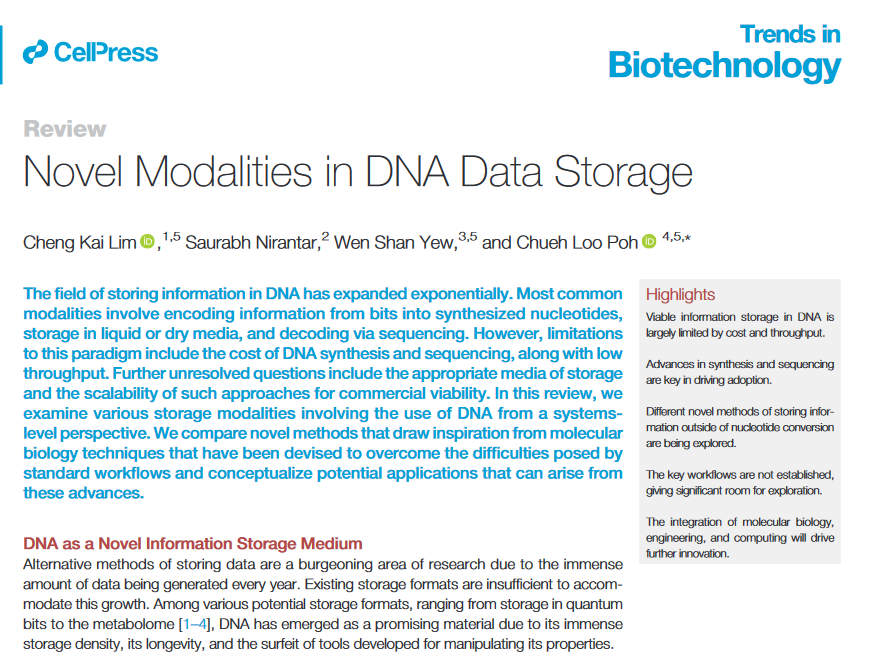 CellPress
Trends in
Biotechnology
Review
Novel Modalities in DNA Data Storage
Cheng Kai Lim ,1,5 Saurabh Nirantar,2 Wen Shan Yew,3,5 and Chueh Loo Poh 4,5,*
The field of storing information in DNA has expanded exponentially. Most common
modalities involve encoding information from bits into synthesized nucleotides,
storage in liquid or dry media, and decoding via sequencing. However, limitations
to this paradigm include the cost of DNA synthesis and sequencing, along with low
throughput. Further unresolved questions include the appropriate media of storage
and the scalability of such approaches for commercial viability. In this review, we
examine various storage modalities involving the use of DNA from a systems-
level perspective. We compare novel methods that draw inspiration from molecular
biology techniques that have been devised to overcome the difficulties posed by
standard workflows and conceptualize potential applications that can arise from
these advances.
DNA as a Novel Information Storage Medium
Alternative methods of storing data are a burgeoning area of research due to the immense
amount of data being generated every year. Existing storage formats are insufficient to accom-
modate this growth. Among various potential storage formats, ranging from storage in quantum
bits to the metabolome [1–4], DNA has emerged as a promising material due to its immense
storage density, its longevity, and the surfeit of tools developed for manipulating its properties.
Highlights
Viable information storage in DNA is
largely limited by cost and throughput.
Advances in synthesis and sequencing
are key in driving adoption.
Different novel methods of storing infor-
mation outside of nucleotide conversion
are being explored.
The key workflows are not established,
giving significant room for exploration.
The integration of molecular biology,
engineering, and computing will drive
further innovation.